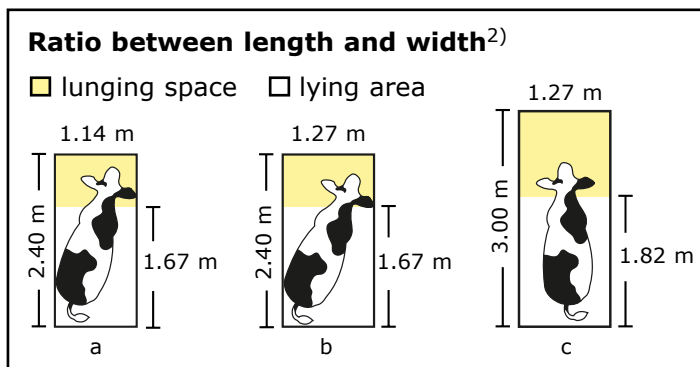 Ratio between length and width2)
lunging space lying area
1.14 m 1.27 m 1.27 m
2.40 m 1.67 m 2.40 m 1.67 m 3.00 m 1.82 m
a b c